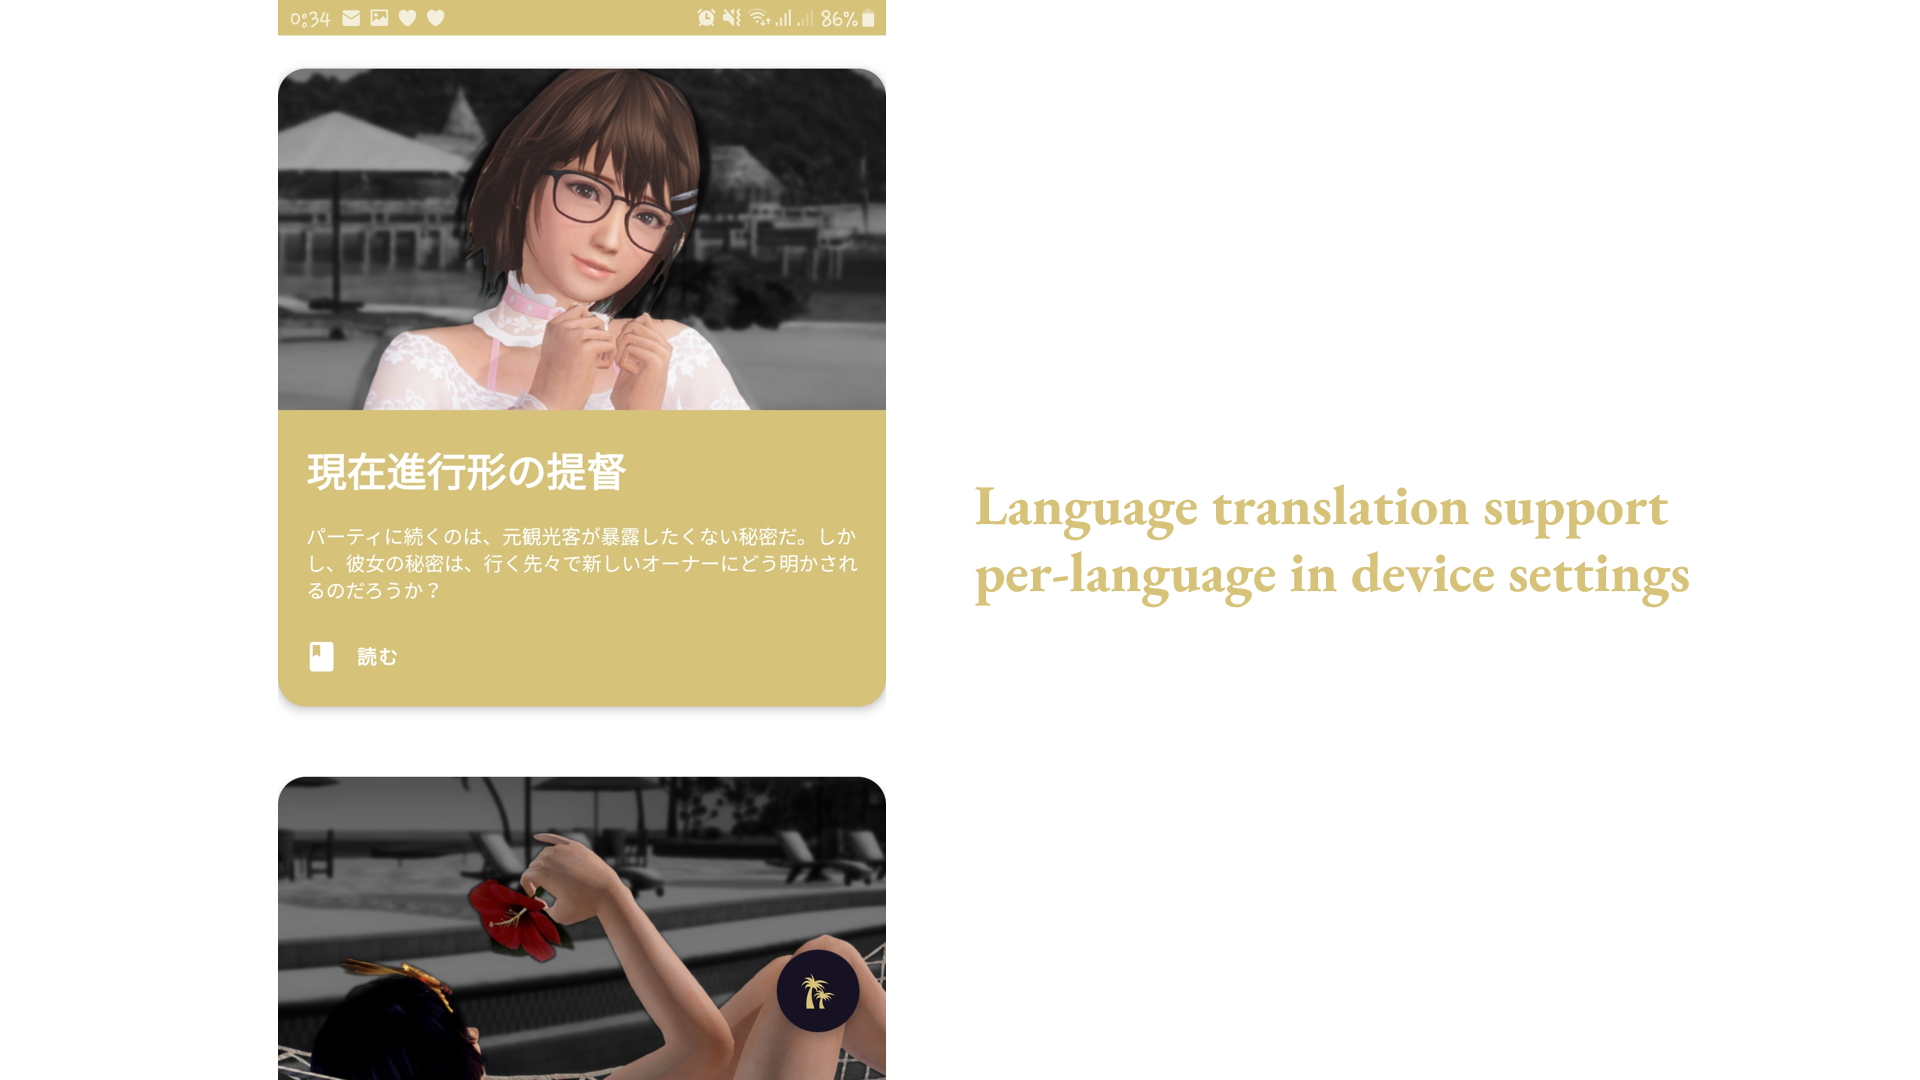 0:34
86%
現在進行形の提督
パーティに続くのは、元観光客が暴露したくない秘密だ。しか
し、彼女の秘密は、行く先々で新しいオーナーにどう明かされ
るのだろうか？
読む
Language translation support
per-language in device settings